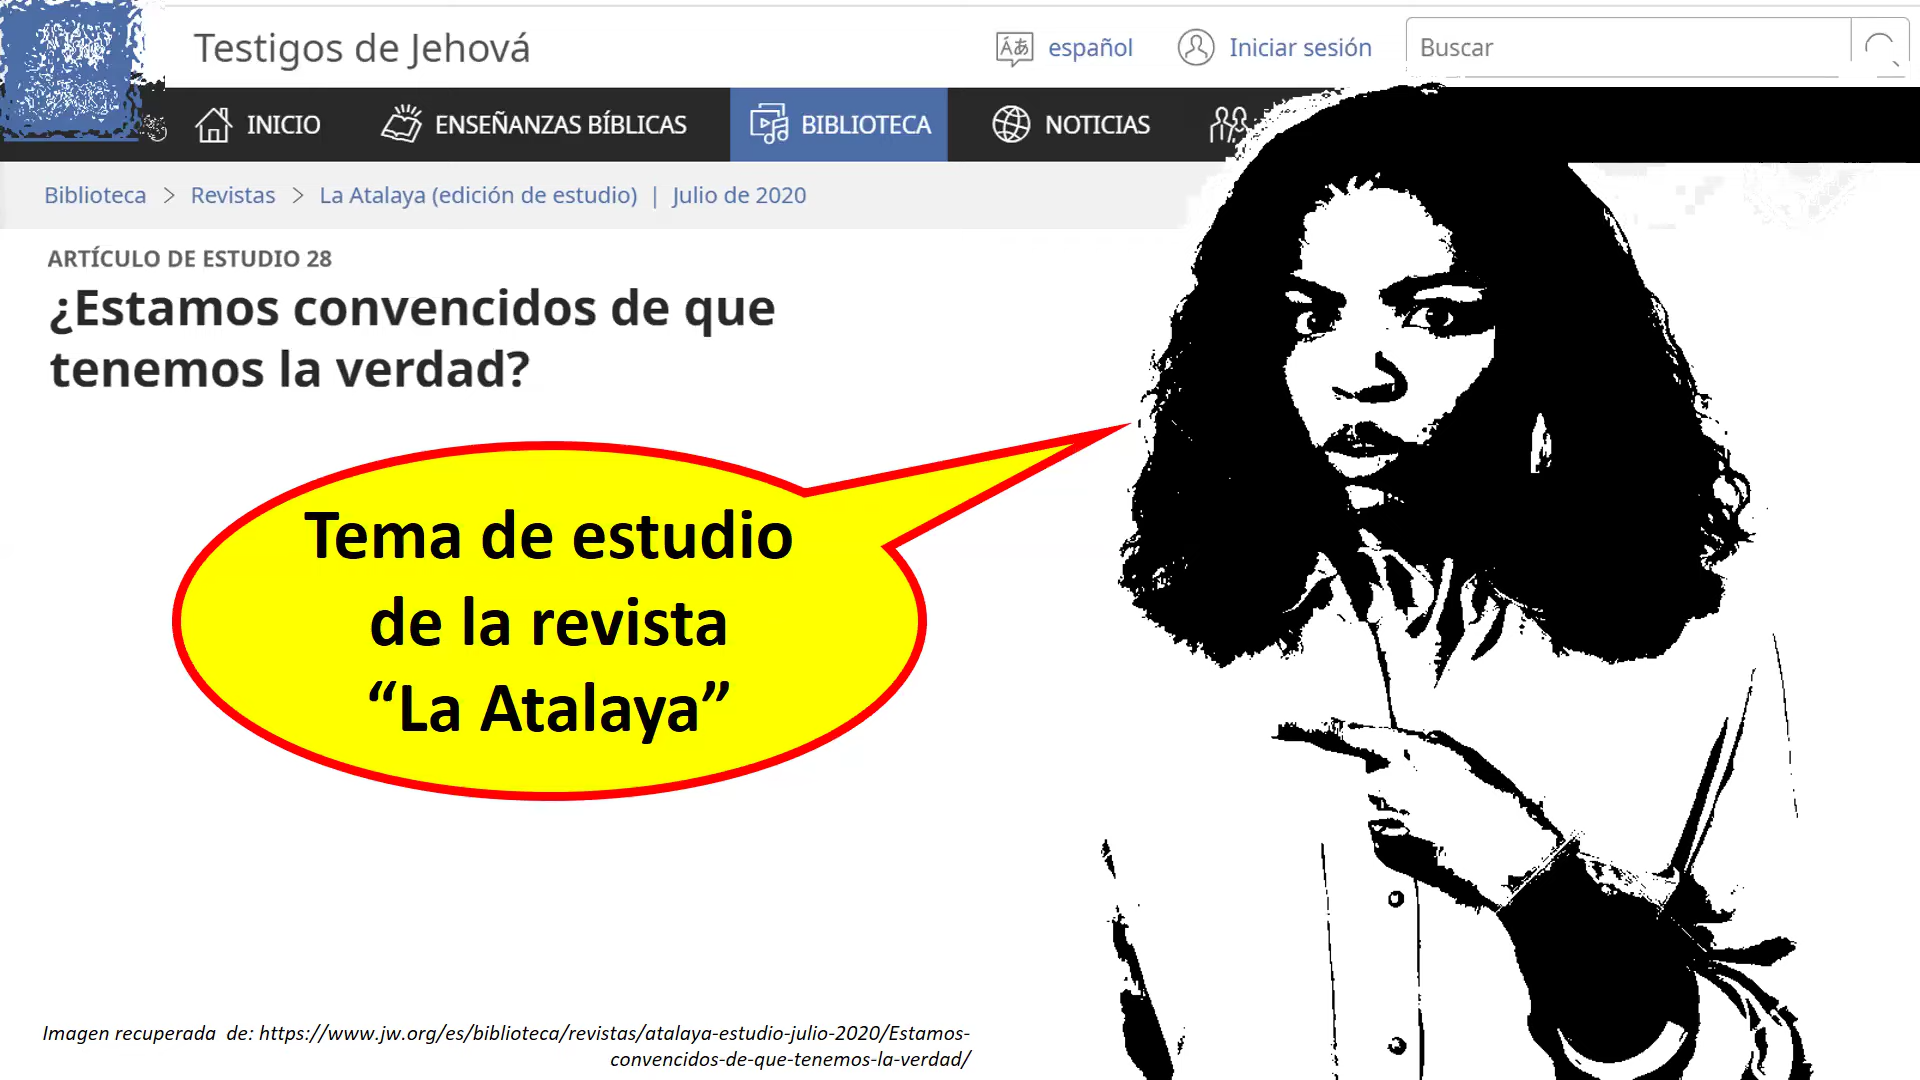 Testigos de Jehová
español
Iniciar sesión
Buscar
INICIO
ENSEÑANZAS BÍBLICAS
BIBLIOTECA
NOTICIAS
Biblioteca > Revistas > La Atalaya (edición de estudio) | Julio de 2020
ARTÍCULO DE ESTUDIO 28
¿Estamos convencidos de que
tenemos la verdad?
Tema de estudio
de la revista
“La Atalaya”
Imagen recuperada de: https://www.jw.org/es/biblioteca/revistas/atalaya-estudio-julio-2020/Estamos-
convencidos-de-que-tenemos-la-verdad/